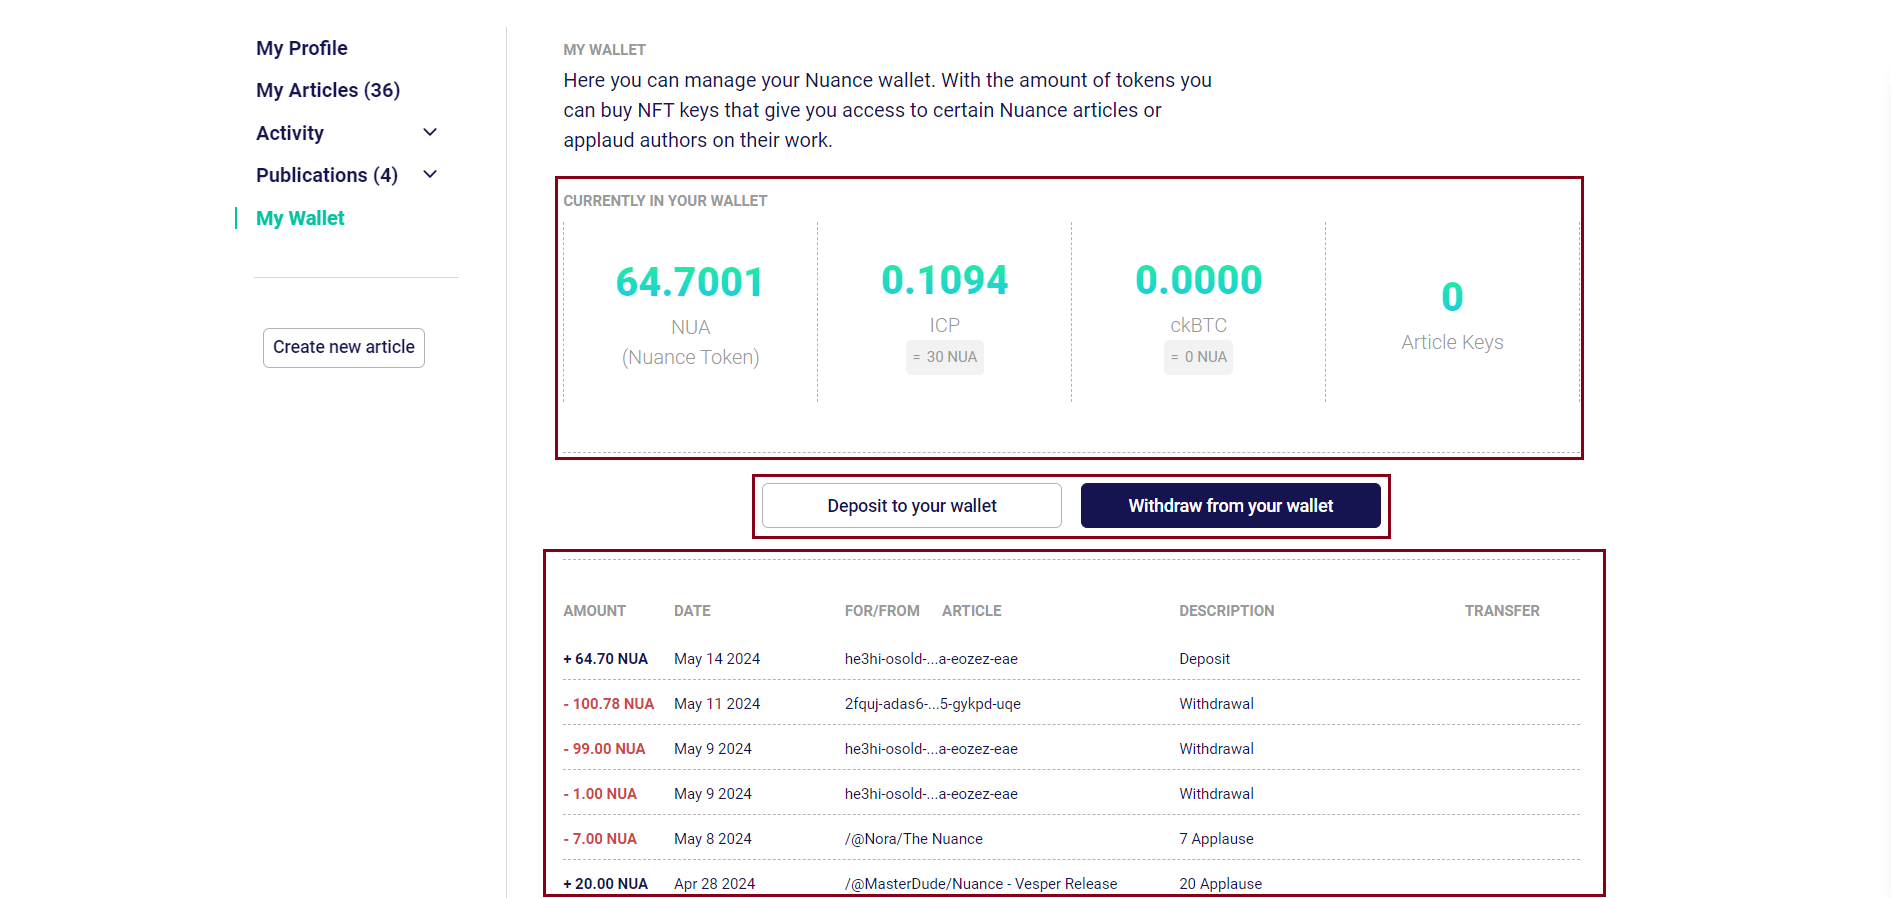 My Profile
My Articles (36)
Activity
Publications (4)
My Wallet
Create new article
MY WALLET
Here you can manage your Nuance wallet. With the amount of tokens you
can buy NFT keys that give you access to certain Nuance articles or
applaud authors on their work.
CURRENTLY IN YOUR WALLET
64.7001
NUA
(Nuance Token)
0.1094
ICP
= 30 NUA
0.0000
ckBTC
= 0 NUA
0
Article Keys
Deposit to your wallet
Withdraw from your wallet
AMOUNT DATE FOR/FROM ARTICLE DESCRIPTION TRANSFER
+ 64.70 NUA May 14 2024 he3hi-osold-...a-eozez-eae Deposit
- 100.78 NUA May 11 2024 2fquj-adas6-...5-gykpd-uqe Withdrawal
- 99.00 NUA May 9 2024 he3hi-osold-...a-eozez-eae Withdrawal
- 1.00 NUA May 9 2024 he3hi-osold-...a-eozez-eae Withdrawal
- 7.00 NUA May 8 2024 /@Nora/The Nuance 7 Applause
+ 20.00 NUA Apr 28 2024 /@MasterDude/Nuance - Vesper Release 20 Applause